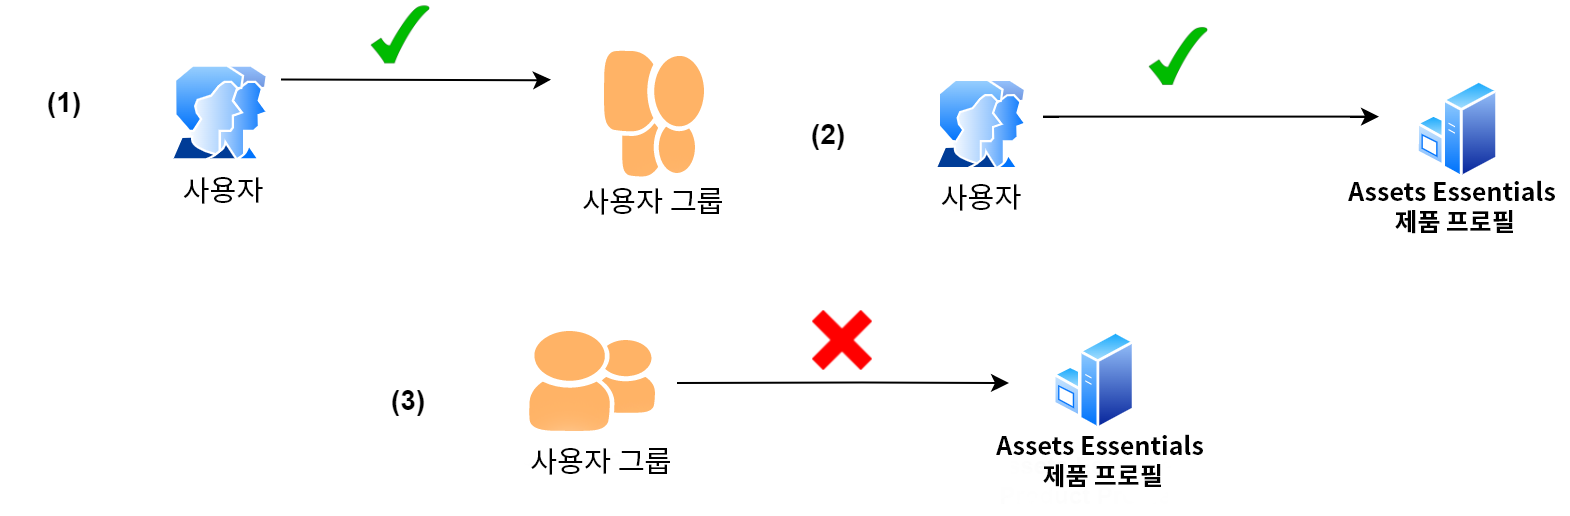 (1)
사용자
사용자 그룹
(2)
사용자
Assets Essentials
제품 프로필
(3)
사용자 그룹
Assets Essentials
제품 프로필